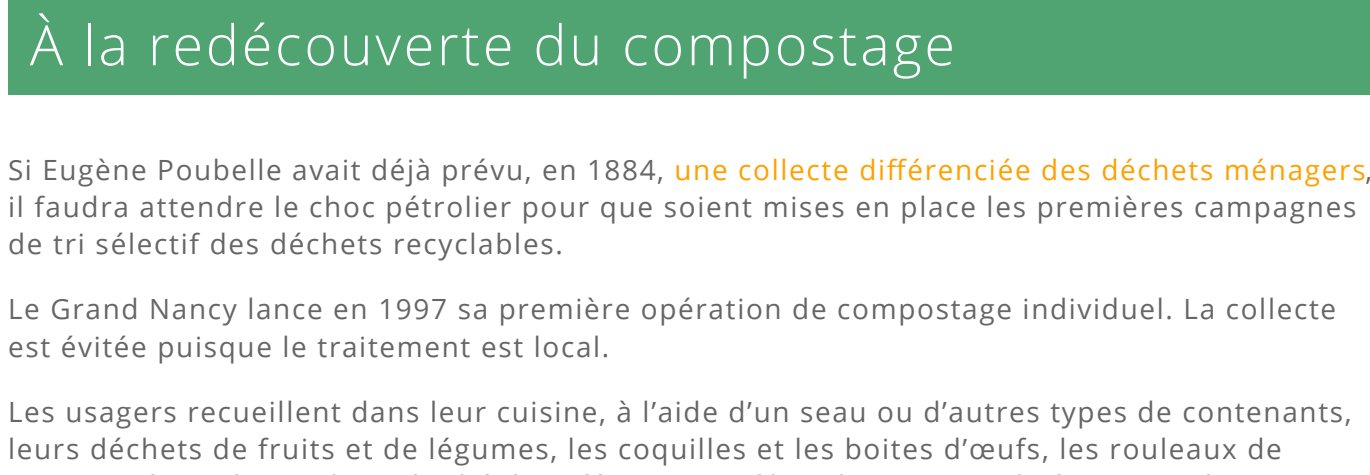 À la redécouverte du compostage
Si Eugène Poubelle avait déjà prévu, en 1884, une collecte différenciée des déchets ménagers,
il faudra attendre le choc pétrolier pour que soient mises en place les premières campagnes
de tri sélectif des déchets recyclables.
Le Grand Nancy lance en 1997 sa première opération de compostage individuel. La collecte
est évitée puisque le traitement est local.
Les usagers recueillent dans leur cuisine, à l’aide d’un seau ou d’autres types de contenants,
leurs déchets de fruits et de légumes, les coquilles et les boites d’œufs, les rouleaux de